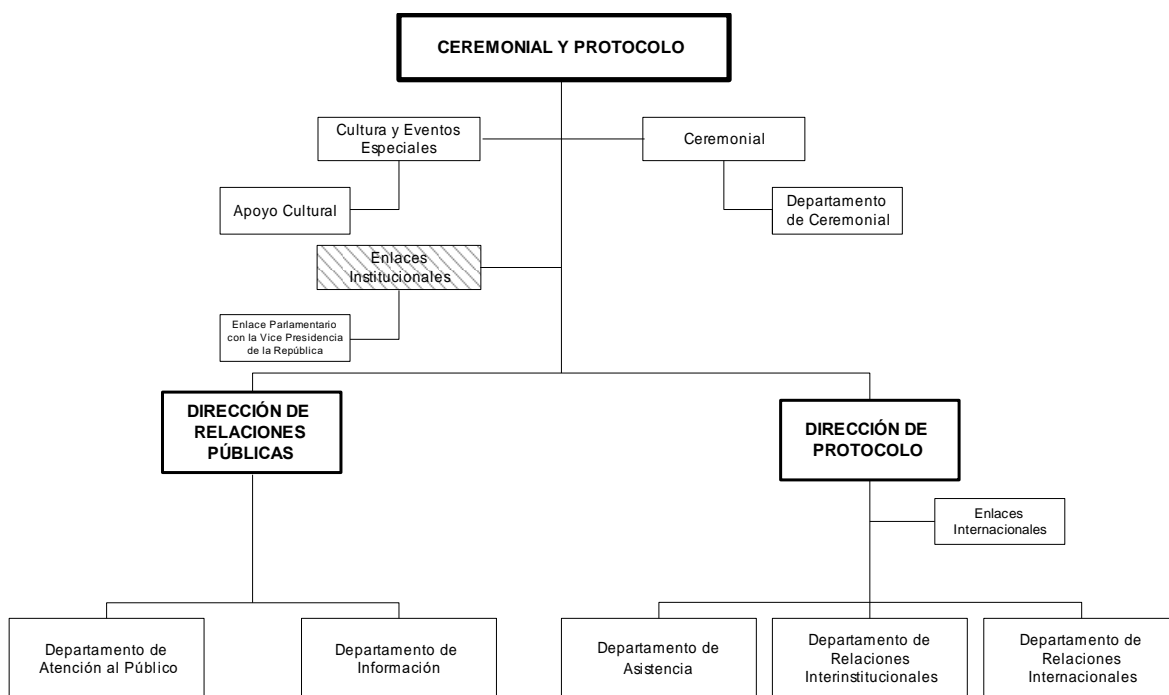 CEREMONIAL Y PROTOCOLO
Cultura y Eventos
Especiales
Ceremonial
Apoyo Cultural
Departamento
de Ceremonial
Enlaces
Institucionales
Enlace Parlamentario
con la Vice Presidencia
de la República
DIRECCIÓN DE
RELACIONES
PÚBLICAS
DIRECCIÓN DE
PROTOCOLO
Enlaces
Internacionales
Departamento de
Atención al Público
Departamento de
Información
Departamento de
Asistencia
Departamento de
Relaciones
Interinstitucionales
Departamento de
Relaciones
Internacionales